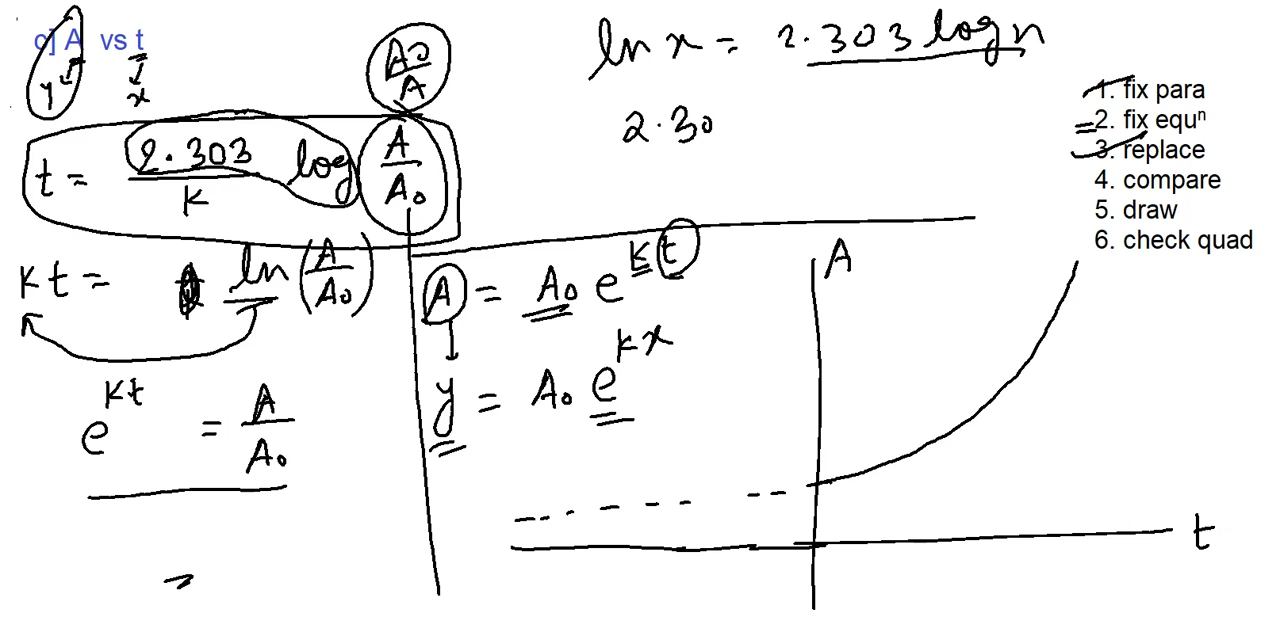 c] A vs t
y x
A0/A
ln x = 2.303 log n
2.30
t = 2.303/K log A/A₀
1. fix para
2. fix equⁿ
3. replace
4. compare
5. draw
6. check quad
Kt = ln (A/A₀)
A = A₀ e^Kt
A
y = A₀ e^Kx
e^Kt = A/A₀
t